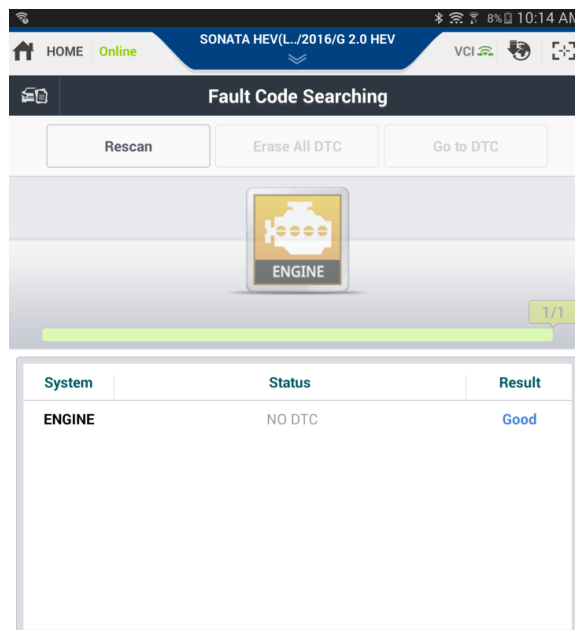 8% 10:14 AM
HOME Online SONATA HEV(L../2016/G 2.0 HEV VCI
Fault Code Searching
Rescan Erase All DTC Go to DTC
ENGINE
1/1
System Status Result
ENGINE NO DTC Good